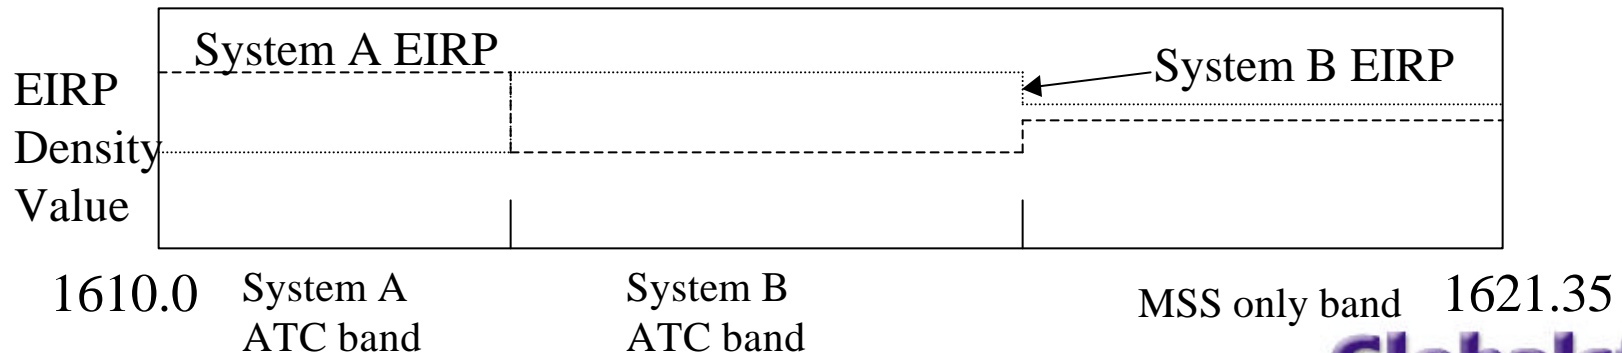 System A EIRP
System B EIRP
EIRP
Density
Value
1610.0
System A
ATC band
System B
ATC band
MSS only band
1621.35